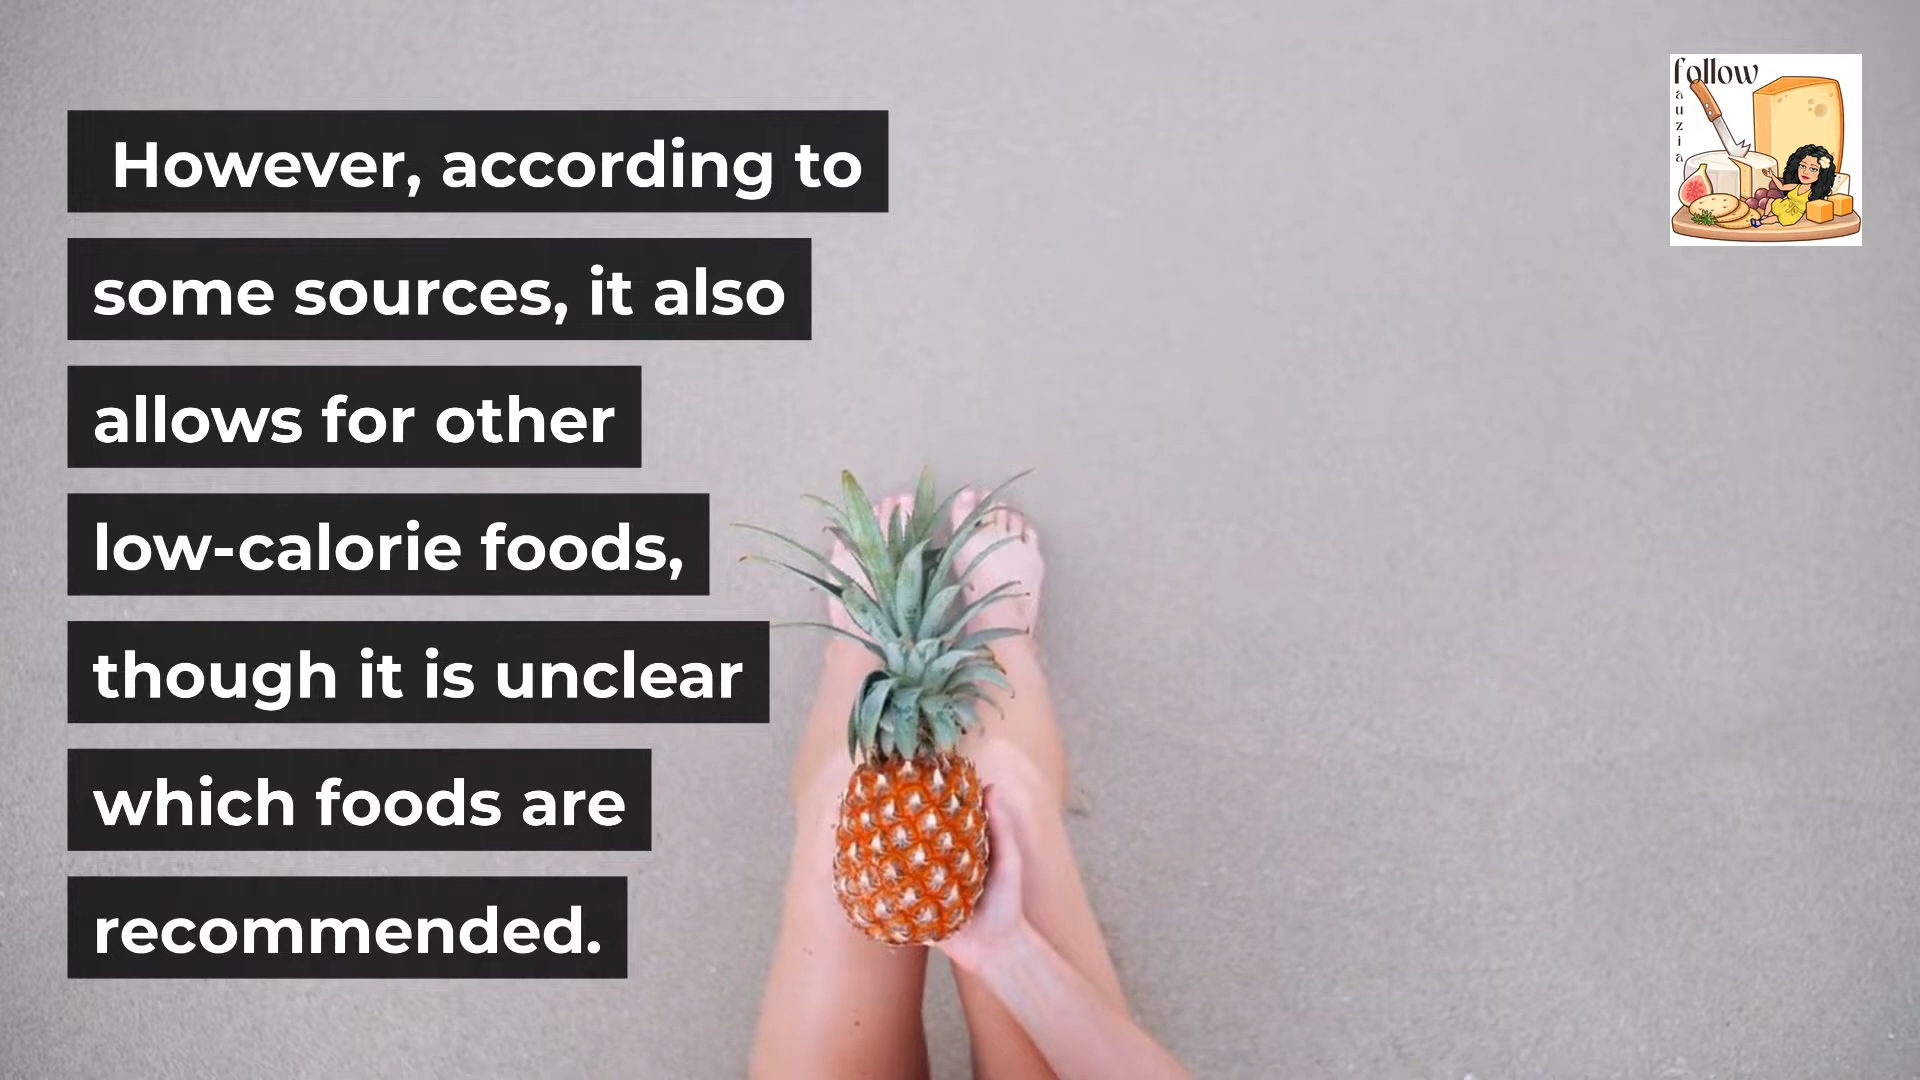 However, according to
some sources, it also
allows for other
low-calorie foods,
though it is unclear
which foods are
recommended.
follow
auzia